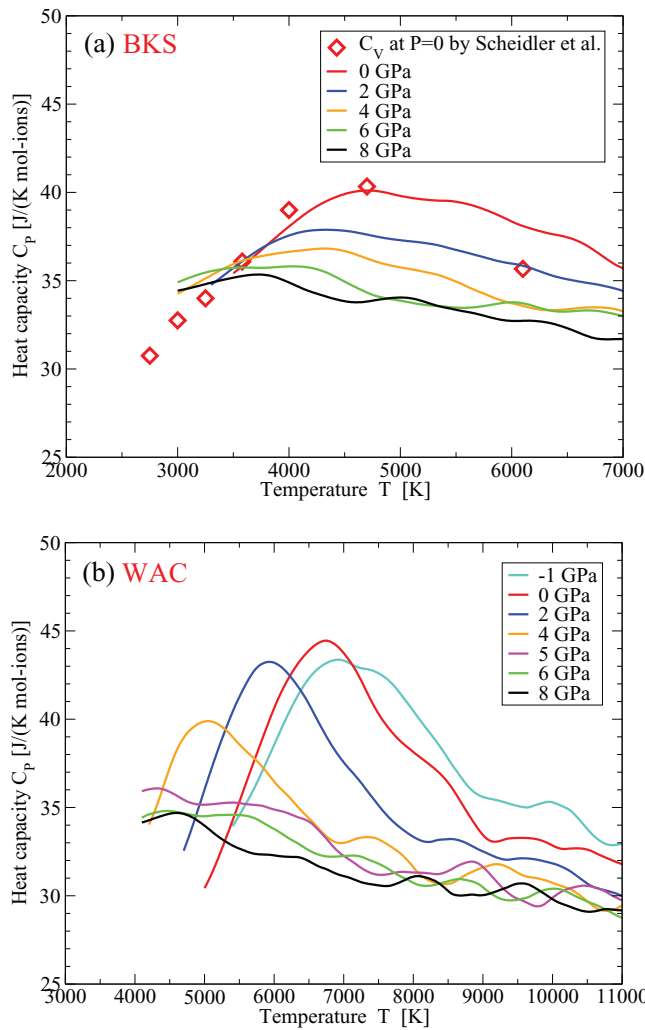 (a) BKS
C_V at P=0 by Scheidler et al.
0 GPa
2 GPa
4 GPa
6 GPa
8 GPa
50
45
40
35
30
25
2000
3000
4000
5000
6000
7000
Heat capacity C_P [J/(K mol-ions)]
Temperature T [K]
(b) WAC
-1 GPa
0 GPa
2 GPa
4 GPa
5 GPa
6 GPa
8 GPa
50
45
40
35
30
25
3000
4000
5000
6000
7000
8000
9000
10000
11000
Heat capacity C_P [J/(K mol-ions)]
Temperature T [K]